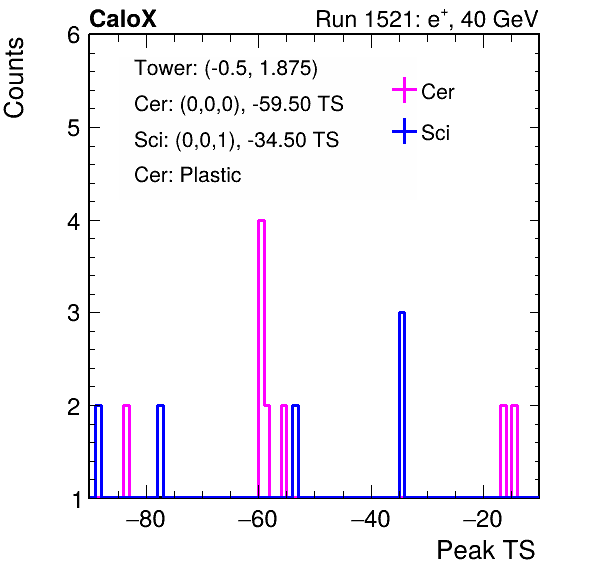 CaloX Run 1521: e+, 40 GeV
Counts
6
5
4
3
2
1
Tower: (-0.5, 1.875)
Cer: (0,0,0), -59.50 TS
Sci: (0,0,1), -34.50 TS
Cer: Plastic
Cer
Sci
−80 −60 −40 −20
Peak TS